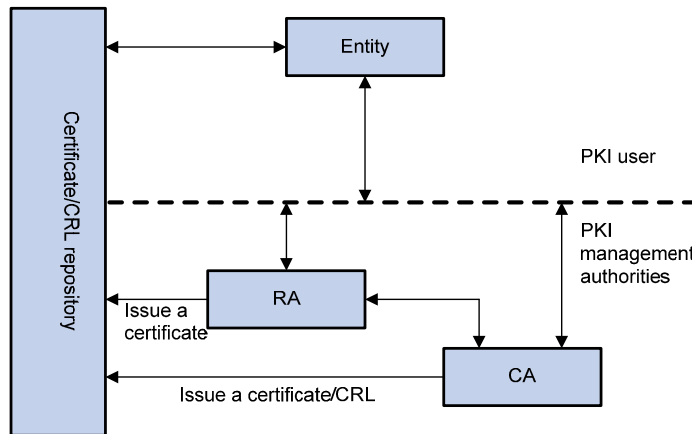 Entity
Certificate/CRL repository
PKI user
PKI
management
authorities
RA
Issue a
certificate
CA
Issue a certificate/CRL